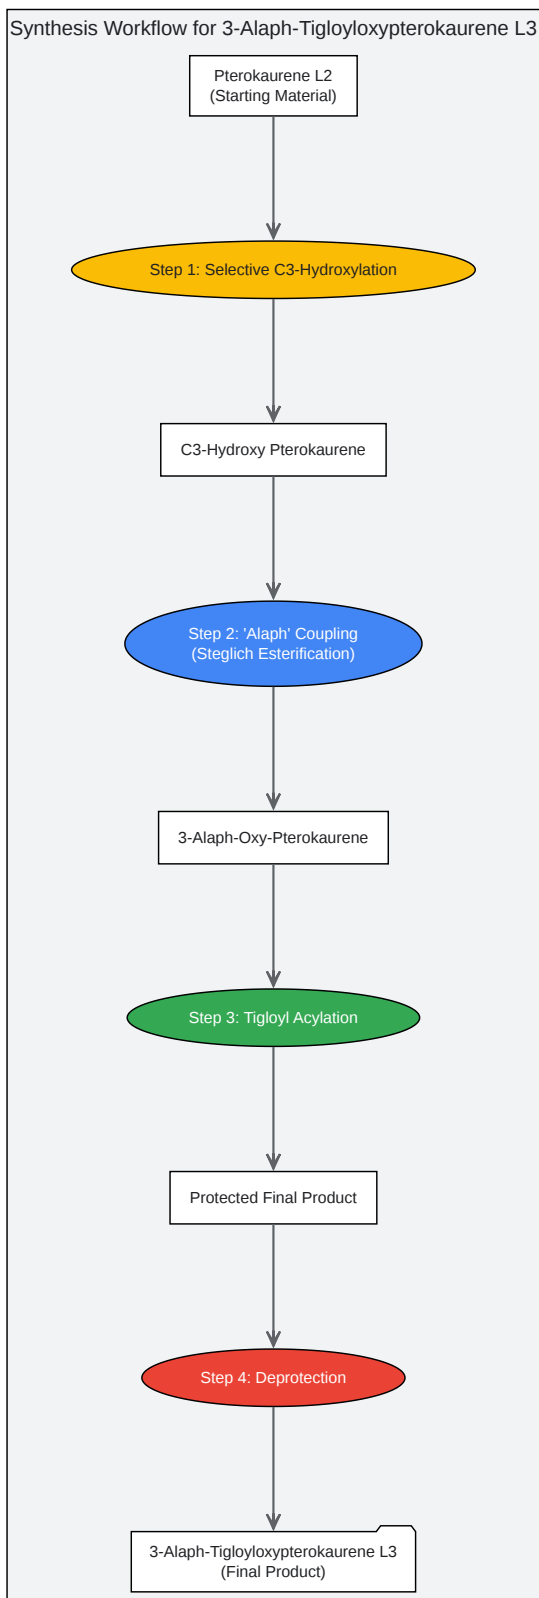 Synthesis Workflow for 3-Alaph-Tigloyloxypterokaurene L3
Pterokaurene L2
(Starting Material)
Step 1: Selective C3-Hydroxylation
C3-Hydroxy Pterokaurene
Step 2: 'Alaph' Coupling
(Steglich Esterification)
3-Alaph-Oxy-Pterokaurene
Step 3: Tigloyl Acylation
Protected Final Product
Step 4: Deprotection
3-Alaph-Tigloyloxypterokaurene L3
(Final Product)